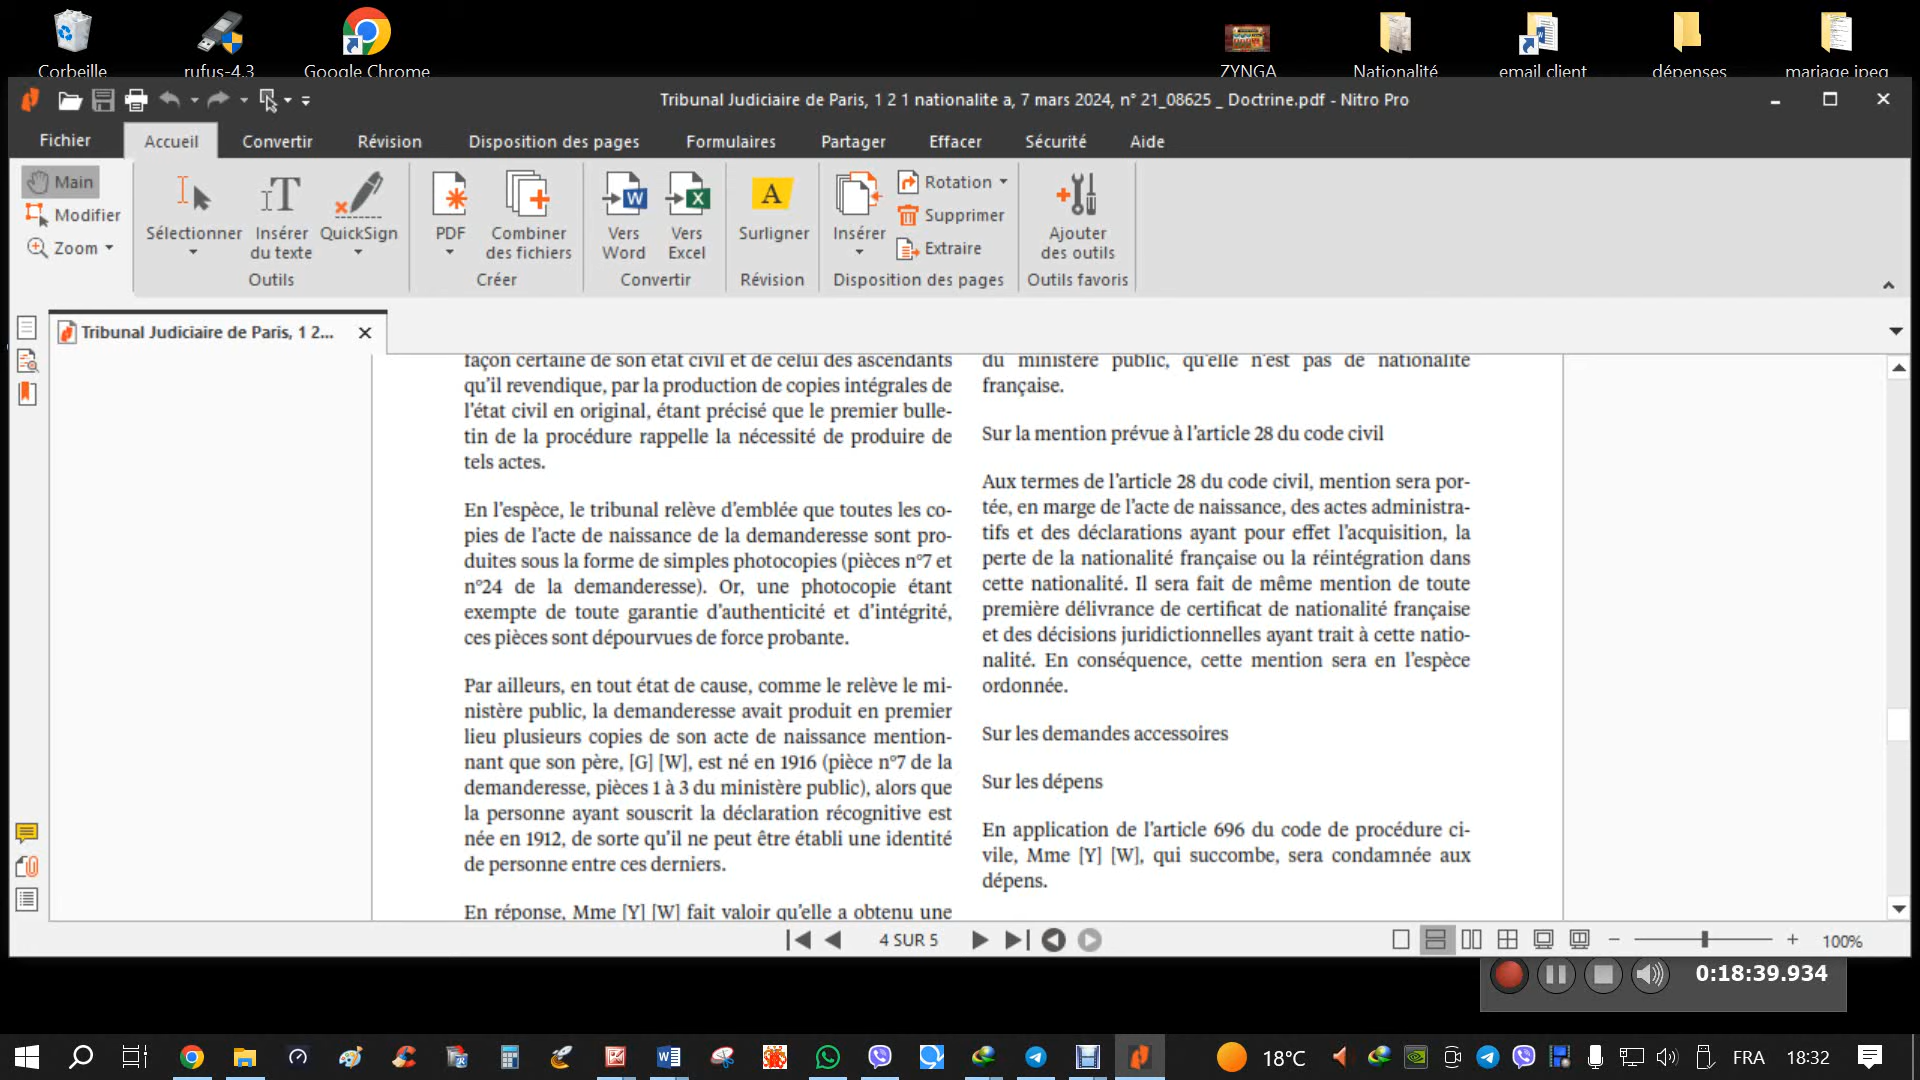 Corbeille
rufus-4.3
Google Chrome
ZYNGA
Nationalité
email client
dépenses
mariage jpeg
Tribunal Judiciaire de Paris, 1 2 1 nationalite a, 7 mars 2024, n° 21_08625 _ Doctrine.pdf - Nitro Pro
Fichier
Accueil
Convertir
Révision
Disposition des pages
Formulaires
Partager
Effacer
Sécurité
Aide
Main
Modifier
Zoom
Sélectionner
Insérer
du texte
QuickSign
Outils
PDF
Combiner
des fichiers
Créer
Vers
Word
Vers
Excel
Convertir
Surligner
Révision
Insérer
Rotation
Supprimer
Extraire
Disposition des pages
Ajouter
des outils
Outils favoris
Tribunal Judiciaire de Paris, 1 2...
façon certaine de son état civil et de celui des ascendants
qu'il revendique, par la production de copies intégrales de
l'état civil en original, étant précisé que le premier bulle-
tin de la procédure rappelle la nécessité de produire de
tels actes.
En l'espèce, le tribunal relève d'emblée que toutes les co-
pies de l'acte de naissance de la demanderesse sont pro-
duites sous la forme de simples photocopies (pièces n°7 et
n°24 de la demanderesse). Or, une photocopie étant
exempte de toute garantie d'authenticité et d'intégrité,
ces pièces sont dépourvues de force probante.
Par ailleurs, en tout état de cause, comme le relève le mi-
nistère public, la demanderesse avait produit en premier
lieu plusieurs copies de son acte de naissance mention-
nant que son père, [G] [W], est né en 1916 (pièce n°7 de la
demanderesse, pièces 1 à 3 du ministère public), alors que
la personne ayant souscrit la déclaration récognitive est
née en 1912, de sorte qu'il ne peut être établi une identité
de personne entre ces derniers.
En réponse, Mme [Y] [W] fait valoir qu'elle a obtenu une
du ministère public, qu'elle n'est pas de nationalité
française.
Sur la mention prévue à l'article 28 du code civil
Aux termes de l'article 28 du code civil, mention sera por-
tée, en marge de l'acte de naissance, des actes administra-
tifs et des déclarations ayant pour effet l'acquisition, la
perte de la nationalité française ou la réintégration dans
cette nationalité. Il sera fait de même mention de toute
première délivrance de certificat de nationalité française
et des décisions juridictionnelles ayant trait à cette natio-
nalité. En conséquence, cette mention sera en l'espèce
ordonnée.
Sur les demandes accessoires
Sur les dépens
En application de l'article 696 du code de procédure ci-
vile, Mme [Y] [W], qui succombe, sera condamnée aux
dépens.
4 SUR 5
100%
0:18:39.934
18°C
FRA
18:32